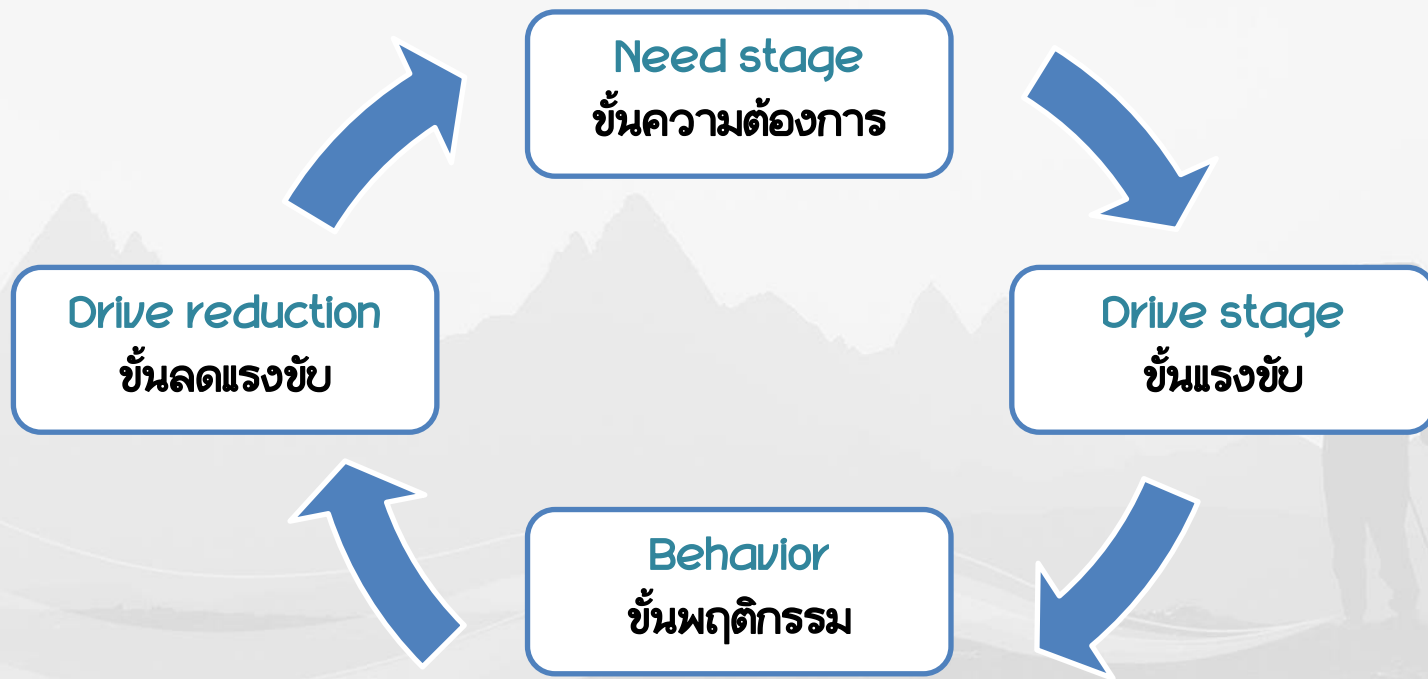 Need stage
ขั้นความต้องการ
Drive reduction
ขั้นลดแรงขับ
Drive stage
ขั้นแรงขับ
Behavior
ขั้นพฤติกรรม